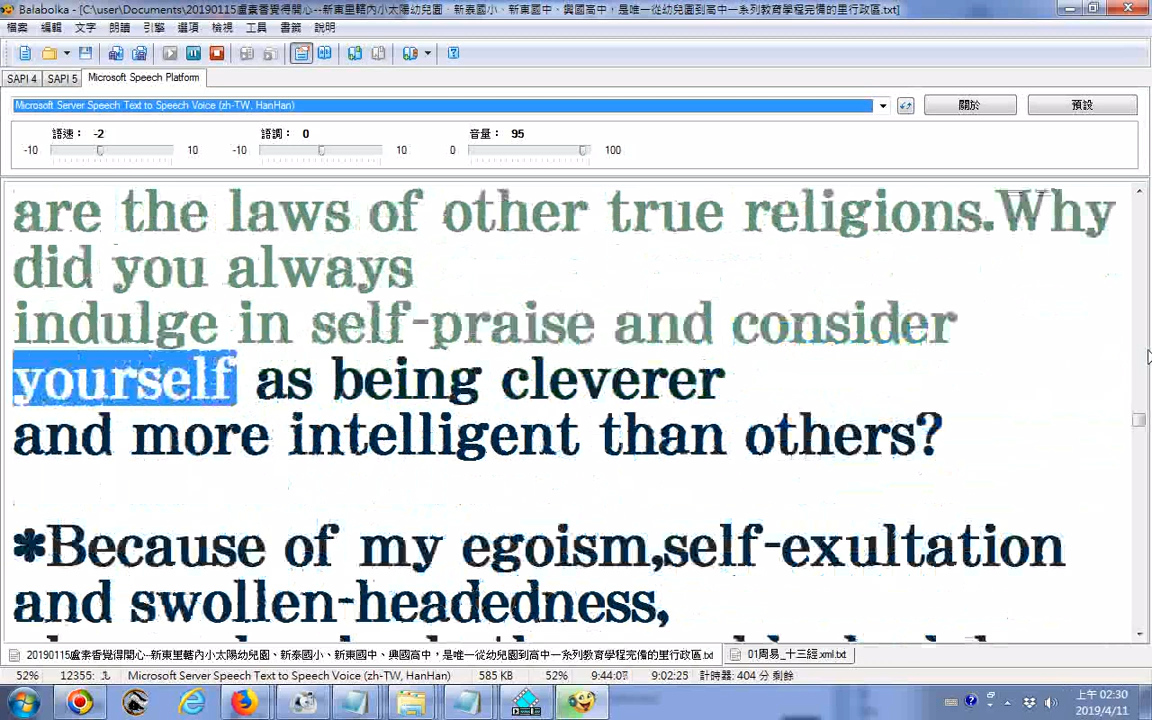 Balabolka - [C:\user\Documents\20190115盧素香覺得開心--新東里轄內小太陽幼兒園、新泰國小、新東國中、興國高中，是唯一從幼兒園到高中一系列教育學程完備的里行政區.txt]
檔案 編輯 文字 朗讀 引擎 選項 檢視 工具 書籤 說明
SAPI 4 SAPI 5 Microsoft Speech Platform
Microsoft Server Speech Text to Speech Voice (zh-TW, HanHan)
關於 預設
語速： -2 語調： 0 音量： 95
-10 10 -10 10 0 100
are the laws of other true religions.Why
did you always
indulge in self-praise and consider
yourself as being cleverer
and more intelligent than others?
*Because of my egoism,self-exultation
and swollen-headedness,
20190115盧素香覺得開心--新東里轄內小太陽幼兒園、新泰國小、新東國中、興國高中，是唯一從幼兒園到高中一系列教育學程完備的里行政區.txt 01周易_十三經.xml.txt
52% Microsoft Server Speech Text to Speech Voice (zh-TW, HanHan) 585 KB 52% 9:02:25 計時器: 404 分 剩餘
上午 02:30
2019/4/11